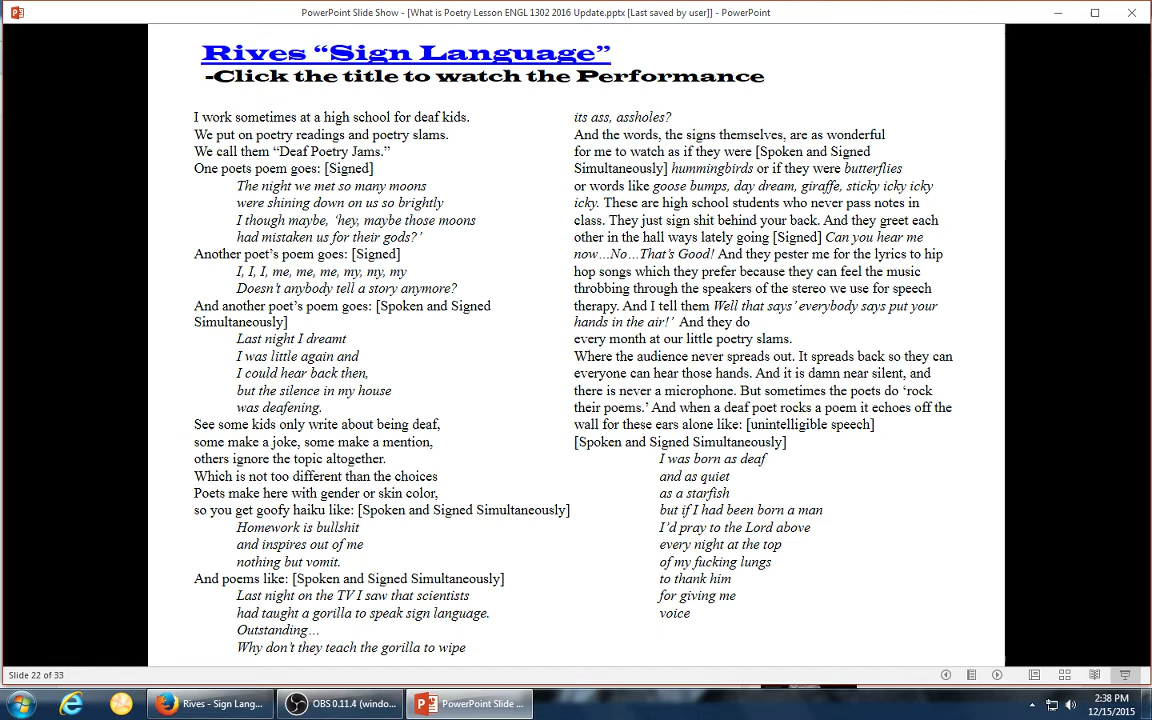 PowerPoint Slide Show - [What is Poetry Lesson ENGL 1302 2016 Update.pptx [Last saved by user]] - PowerPoint
Rives “Sign Language”
-Click the title to watch the Performance
I work sometimes at a high school for deaf kids.
We put on poetry readings and poetry slams.
We call them “Deaf Poetry Jams.”
One poets poem goes: [Signed]
The night we met so many moons
were shining down on us so brightly
I though maybe, ‘hey, maybe those moons
had mistaken us for their gods?’
Another poet’s poem goes: [Signed]
I, I, I, me, me, me, my, my, my
Doesn’t anybody tell a story anymore?
And another poet’s poem goes: [Spoken and Signed
Simultaneously]
Last night I dreamt
I was little again and
I could hear back then,
but the silence in my house
was deafening.
See some kids only write about being deaf,
some make a joke, some make a mention,
others ignore the topic altogether.
Which is not too different than the choices
Poets make here with gender or skin color,
so you get goofy haiku like: [Spoken and Signed Simultaneously]
Homework is bullshit
and inspires out of me
nothing but vomit.
And poems like: [Spoken and Signed Simultaneously]
Last night on the TV I saw that scientists
had taught a gorilla to speak sign language.
Outstanding…
Why don’t they teach the gorilla to wipe
its ass, assholes?
And the words, the signs themselves, are as wonderful
for me to watch as if they were [Spoken and Signed
Simultaneously] hummingbirds or if they were butterflies
or words like goose bumps, day dream, giraffe, sticky icky icky
icky. These are high school students who never pass notes in
class. They just sign shit behind your back. And they greet each
other in the hall ways lately going [Signed] Can you hear me
now…No…That’s Good! And they pester me for the lyrics to hip
hop songs which they prefer because they can feel the music
throbbing through the speakers of the stereo we use for speech
therapy. And I tell them Well that says’ everybody says put your
hands in the air!’ And they do
every month at our little poetry slams.
Where the audience never spreads out. It spreads back so they can
everyone can hear those hands. And it is damn near silent, and
there is never a microphone. But sometimes the poets do ‘rock
their poems.’ And when a deaf poet rocks a poem it echoes off the
wall for these ears alone like: [unintelligible speech]
[Spoken and Signed Simultaneously]
I was born as deaf
and as quiet
as a starfish
but if I had been born a man
I’d pray to the Lord above
every night at the top
of my fucking lungs
to thank him
for giving me
voice
Slide 22 of 33
Rives - Sign Lang...
OBS 0.11.4 (windo...
PowerPoint Slide ...
2:38 PM
12/15/2015